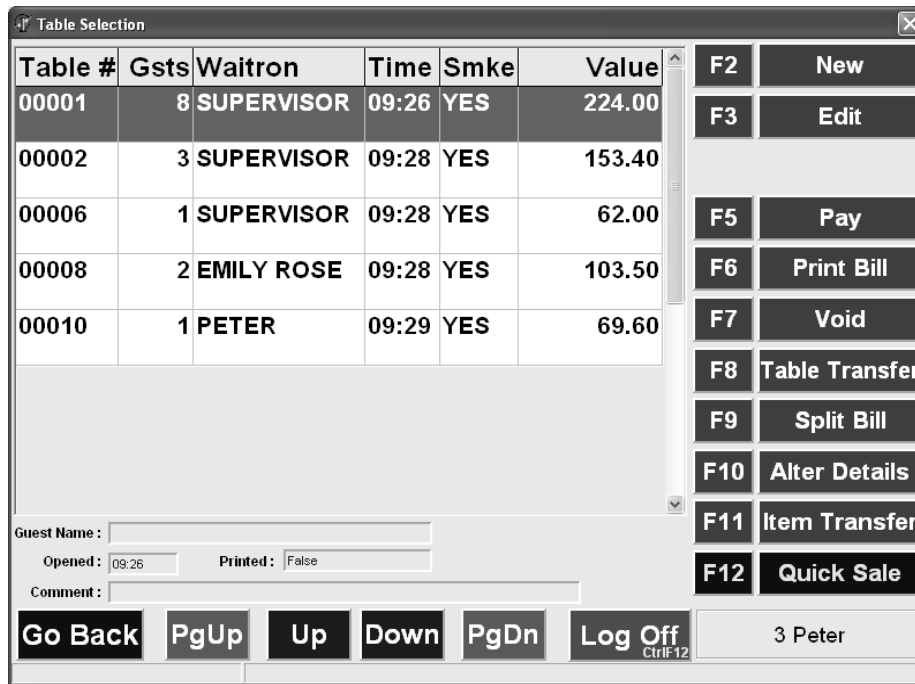 Table Selection
Table # Gsts Waitron Time Smke Value
00001 8 SUPERVISOR 09:26 YES 224.00
00002 3 SUPERVISOR 09:28 YES 153.40
00006 1 SUPERVISOR 09:28 YES 62.00
00008 2 EMILY ROSE 09:28 YES 103.50
00010 1 PETER 09:29 YES 69.60
F2 New
F3 Edit
F5 Pay
F6 Print Bill
F7 Void
F8 Table Transfer
F9 Split Bill
F10 Alter Details
F11 Item Transfer
F12 Quick Sale
Guest Name :
Opened : 09:26 Printed : False
Comment :
Go Back PgUp Up Down PgDn Log Off CtrlF12 3 Peter